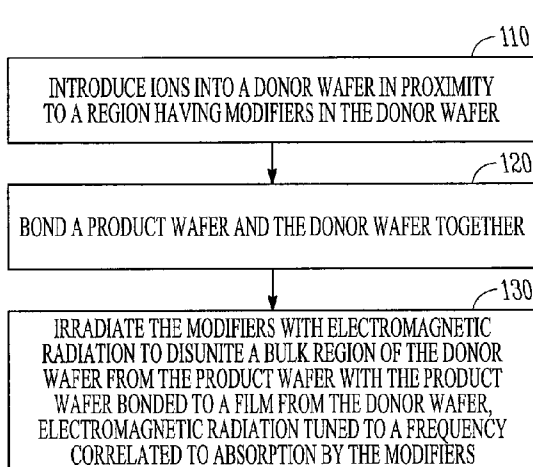 110
INTRODUCE IONS INTO A DONOR WAFER IN PROXIMITY
TO A REGION HAVING MODIFIERS IN THE DONOR WAFER
120
BOND A PRODUCT WAFER AND THE DONOR WAFER TOGETHER
130
IRRADIATE THE MODIFIERS WITH ELECTROMAGNETIC
RADIATION TO DISUNITE A BULK REGION OF THE DONOR
WAFER FROM THE PRODUCT WAFER WITH THE PRODUCT
WAFER BONDED TO A FILM FROM THE DONOR WAFER,
ELECTROMAGNETIC RADIATION TUNED TO A FREQUENCY
CORRELATED TO ABSORPTION BY THE MODIFIERS